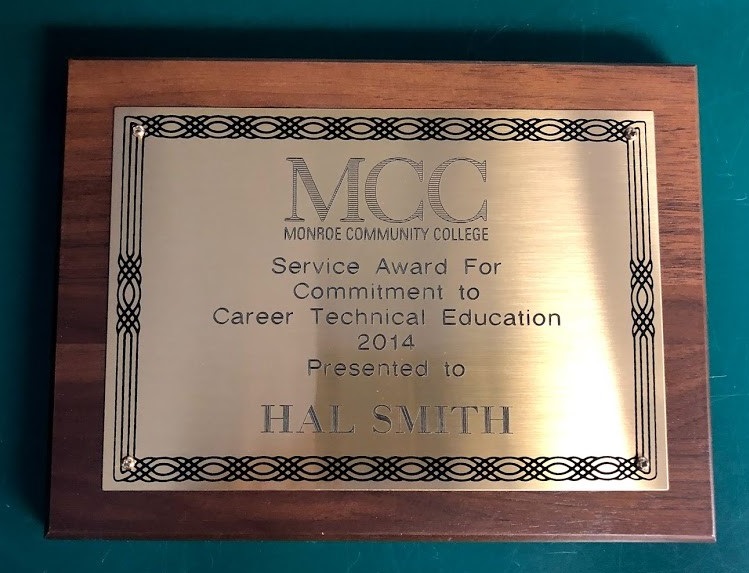 MCC
MONROE COMMUNITY COLLEGE
Service Award For
Commitment to
Career Technical Education
2014
Presented to
HAL SMITH